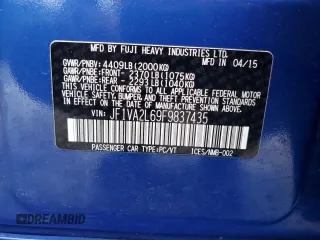 MFD BY FUJI HEAVY INDUSTRIES LTD. IN 04/15
GVWR/PNBV: 4409LB (2000KG)
GAWR/PNBE:FRONT- 2370LB (1075KG)
GAWR/PNBE:REAR - 2293LB (1040KG)
THIS VEHICLE CONFORMS TO ALL APPLICABLE
FEDERAL MOTOR VEHICLE SAFETY, BUMPER, AND THEFT
PREVENTION STANDARDS IN EFFECT ON THE DATE OF
MANUFACTURE SHOWN ABOVE.
VIN: JF1VA2L69F9837435
PASSENGER CAR TYPE:PC/VT ICES/NMB-002
DREAMBID